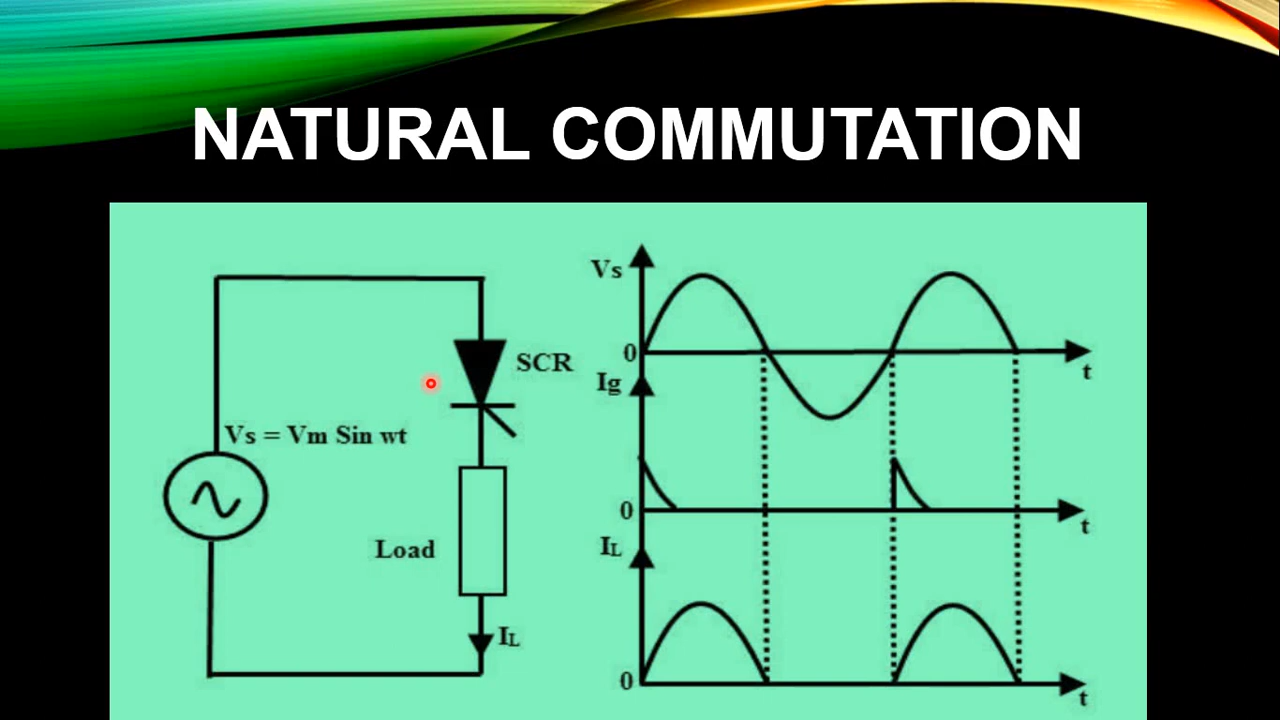 NATURAL COMMUTATION
Vs = Vm Sin wt
SCR
Load
IL
Vs
0
t
Ig
0
t
IL
0
t